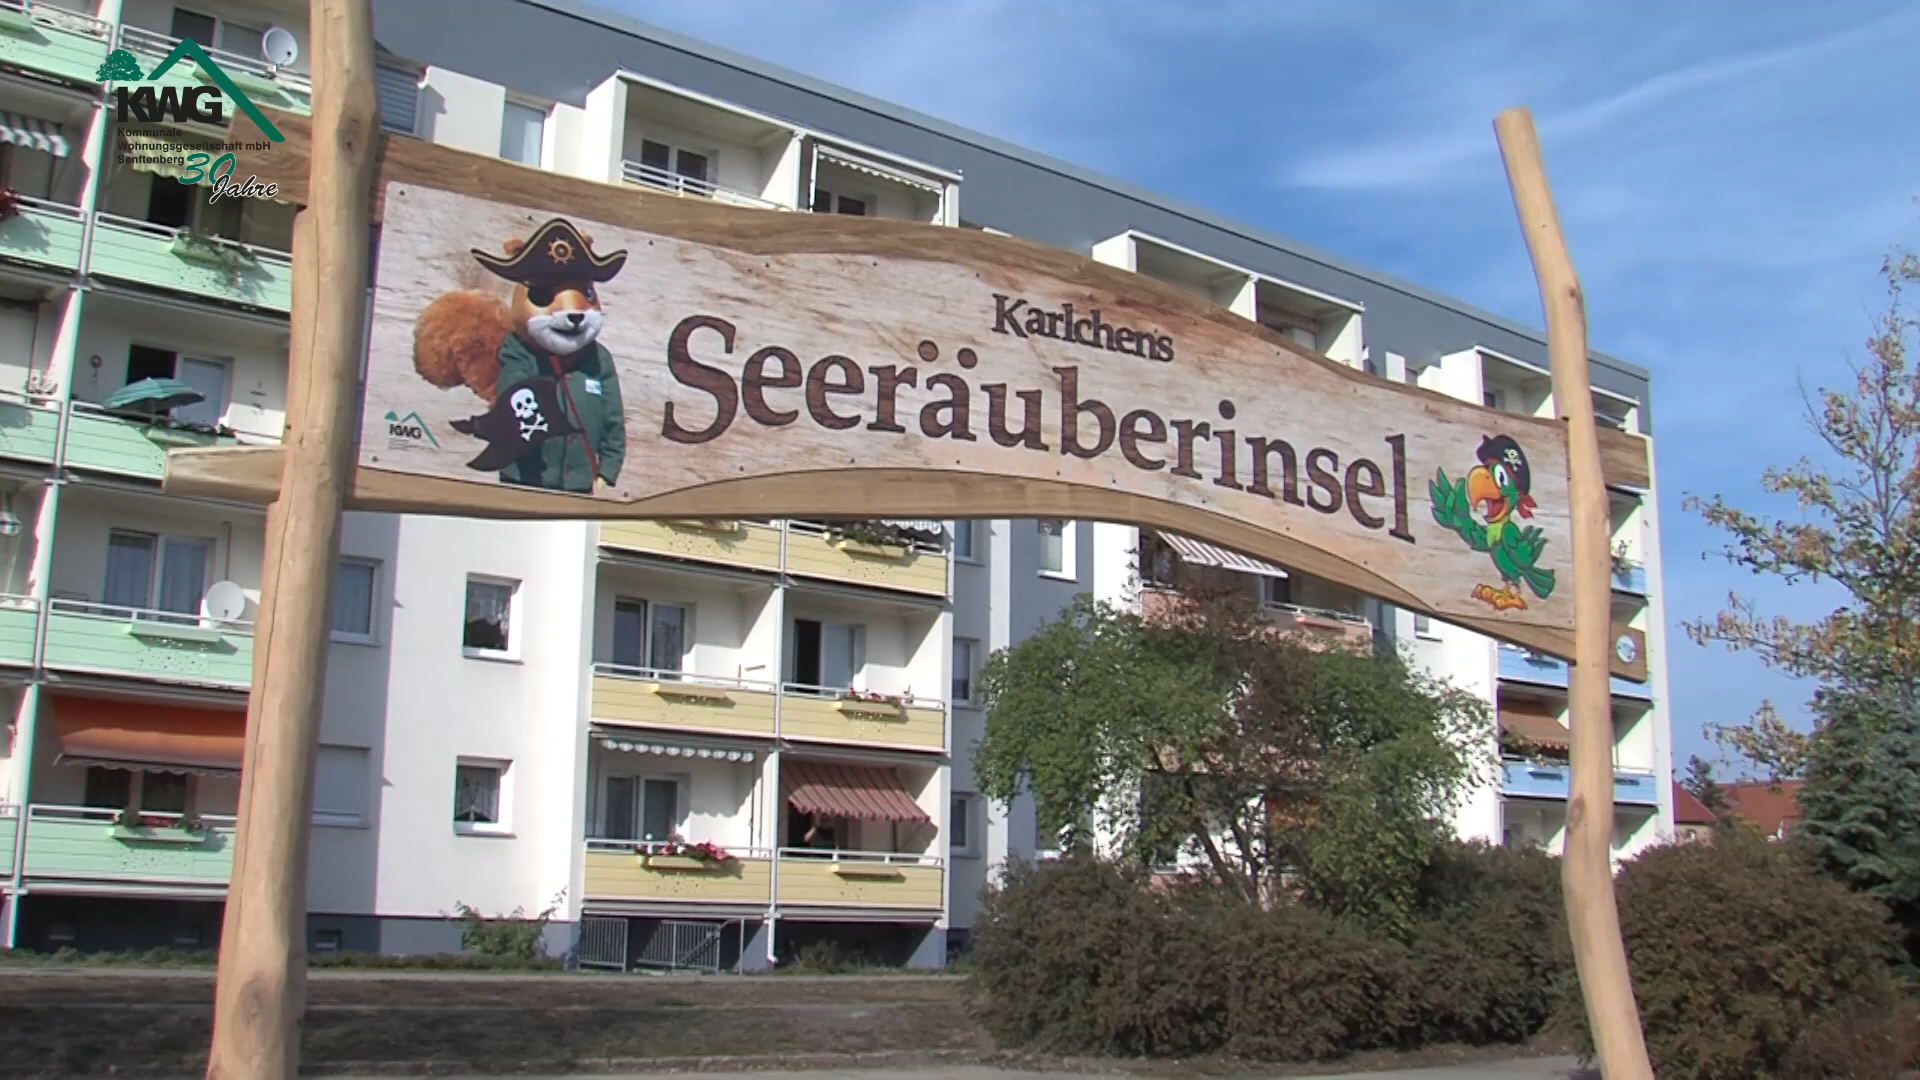 KWG
Kommunale
Wohnungsgesellschaft mbH
Senftenberg
30
Jahre
Karlchens
Seeräuberinsel
KWG